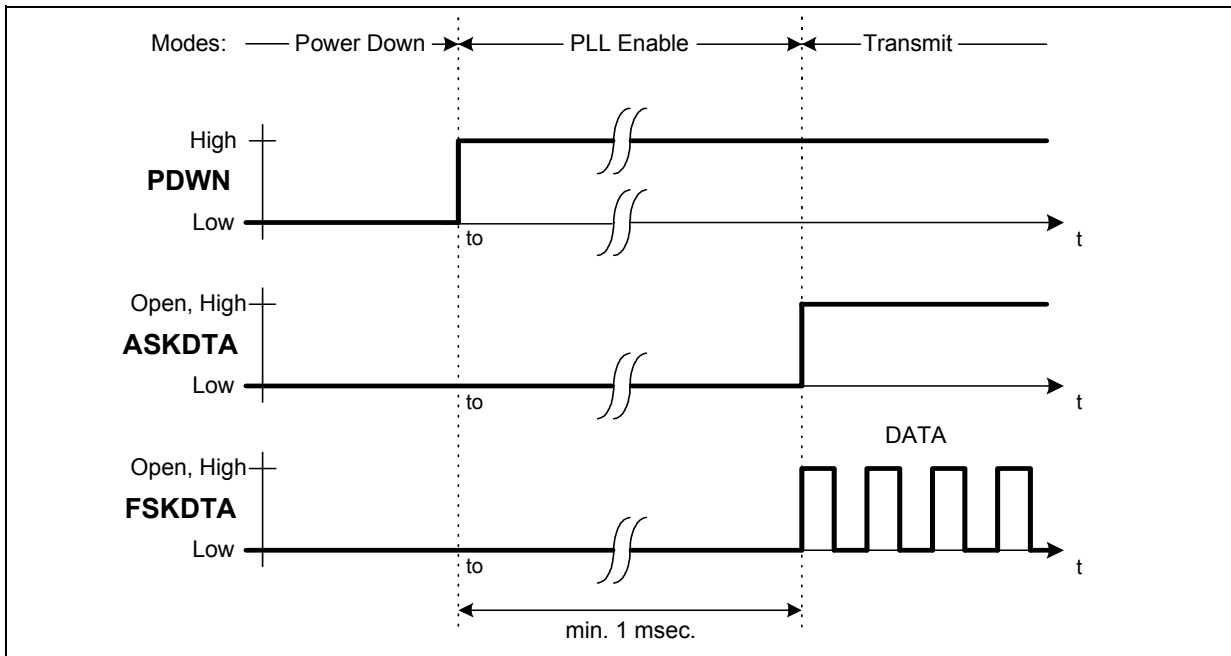 Modes: Power Down PLL Enable Transmit
High
PDWN
Low
to
t
Open, High
ASKDTA
Low
to
t
DATA
Open, High
FSKDTA
Low
to
t
min. 1 msec.